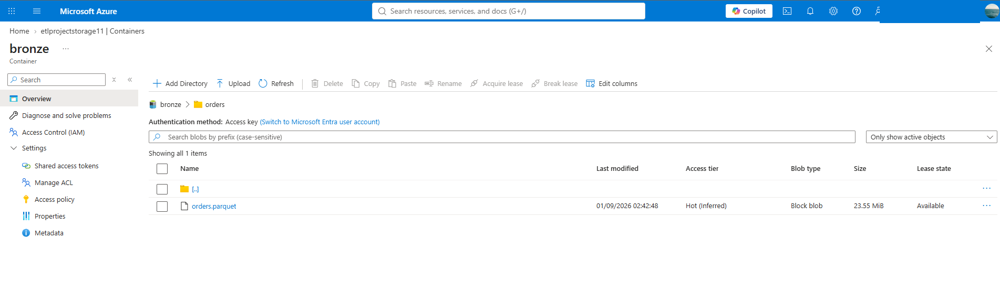 Microsoft Azure
Search resources, services, and docs (G+/)
Copilot
Home > etlprojectstorage11 | Containers
bronze ...
Container
Search
Add Directory Upload Refresh Delete Copy Paste Rename Acquire lease Break lease Edit columns
Overview
Diagnose and solve problems
Access Control (IAM)
Settings
Shared access tokens
Manage ACL
Access policy
Properties
Metadata
bronze > orders
Authentication method: Access key (Switch to Microsoft Entra user account)
Search blobs by prefix (case-sensitive)
Only show active objects
Showing all 1 items
Name Last modified Access tier Blob type Size Lease state
[..] ...
orders.parquet 01/09/2026 02:42:48 Hot (Inferred) Block blob 23.55 MiB Available ...